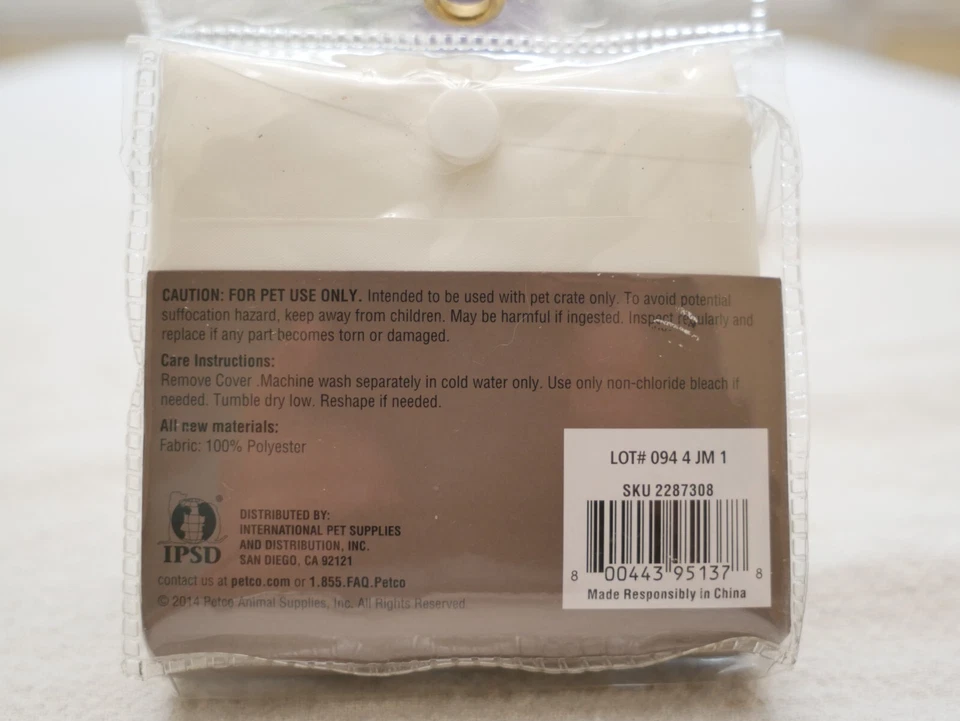 CAUTION: FOR PET USE ONLY. Intended to be used with pet crate only. To avoid potential
suffocation hazard, keep away from children. May be harmful if ingested. Inspect regularly and
replace if any part becomes torn or damaged.
Care Instructions:
Remove Cover .Machine wash separately in cold water only. Use only non-chloride bleach if
needed. Tumble dry low. Reshape if needed.
All new materials:
Fabric: 100% Polyester
IPSD
DISTRIBUTED BY:
INTERNATIONAL PET SUPPLIES
AND DISTRIBUTION, INC.
SAN DIEGO, CA 92121
contact us at petco.com or 1.855.FAQ.Petco
© 2014 Petco Animal Supplies, Inc. All Rights Reserved
LOT# 094 4 JM 1
SKU 2287308
8 00443 95137 8
Made Responsibly in China